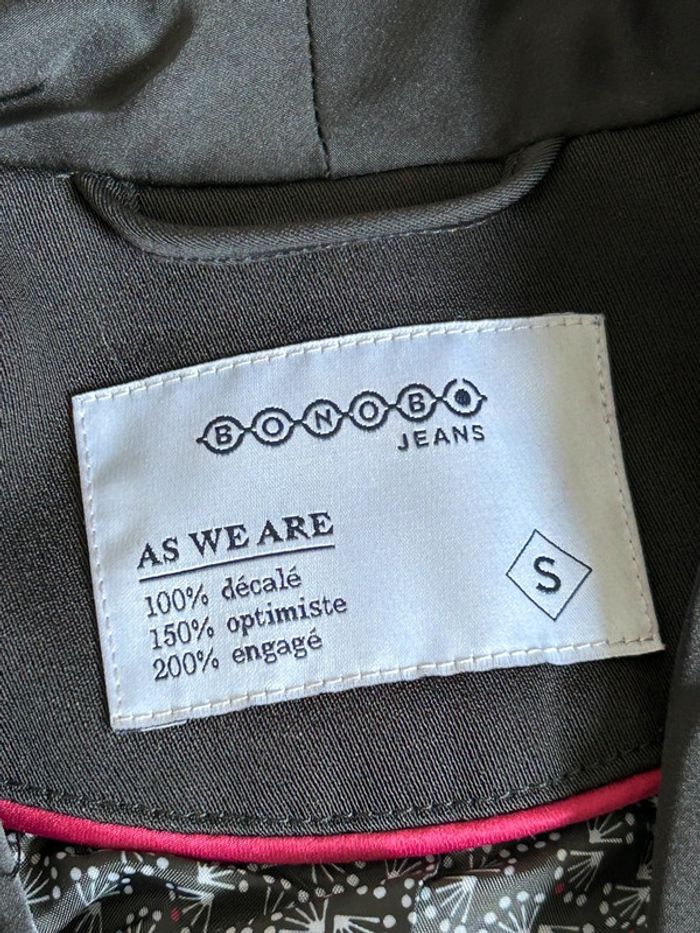 BONOBO
JEANS
AS WE ARE
100% décalé
150% optimiste
200% engagé
S